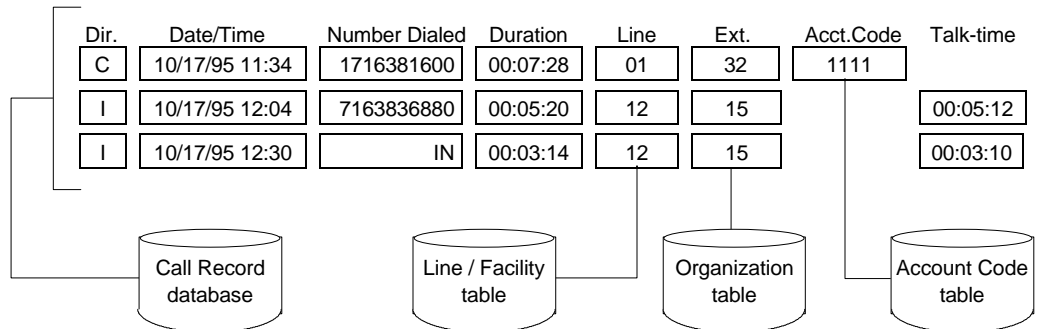 Dir. Date/Time Number Dialed Duration Line Ext. Acct.Code Talk-time
C 10/17/95 11:34 1716381600 00:07:28 01 32 1111
I 10/17/95 12:04 7163836880 00:05:20 12 15 00:05:12
I 10/17/95 12:30 IN 00:03:14 12 15 00:03:10
Call Record database
Line / Facility table
Organization table
Account Code table